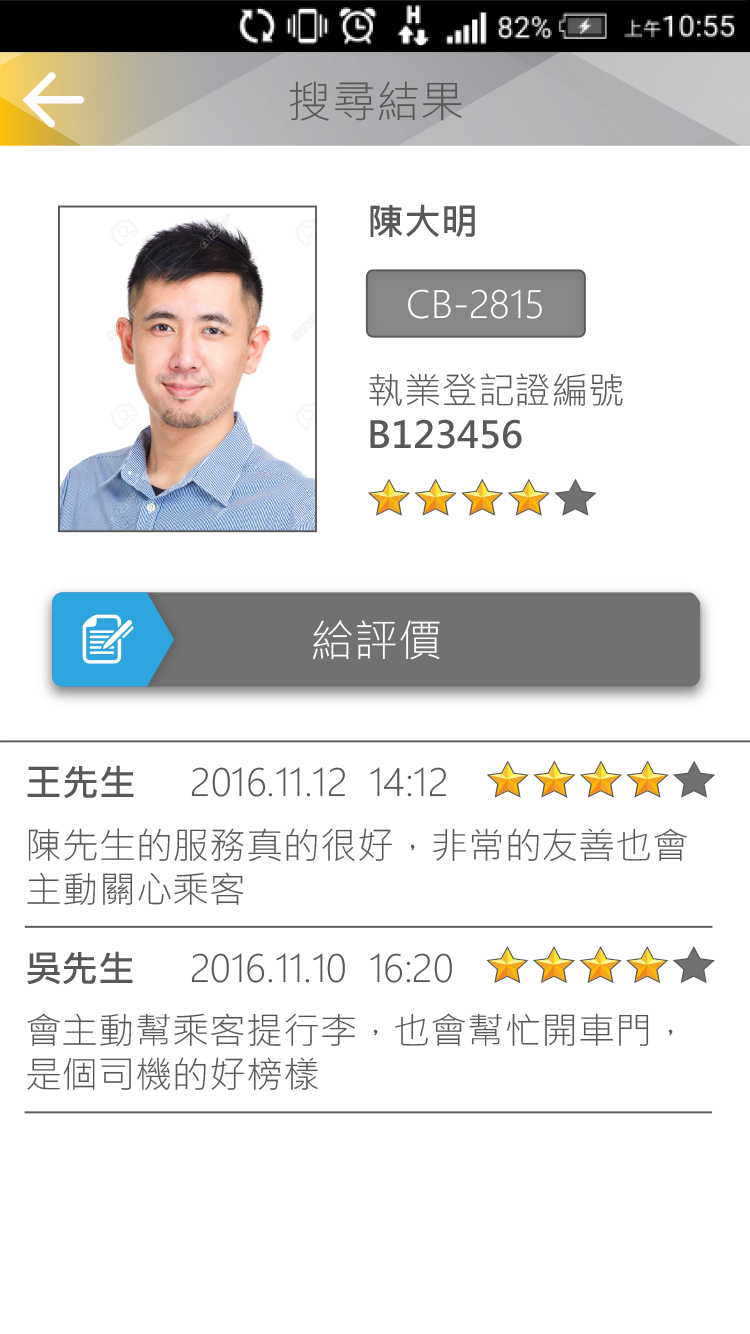 82% 上午10:55
搜尋結果
陳大明
CB-2815
執業登記證編號
B123456
給評價
王先生 2016.11.12 14:12
陳先生的服務真的很好，非常的友善也會
主動關心乘客
吳先生 2016.11.10 16:20
會主動幫乘客提行李，也會幫忙開車門，
是個司機的好榜樣